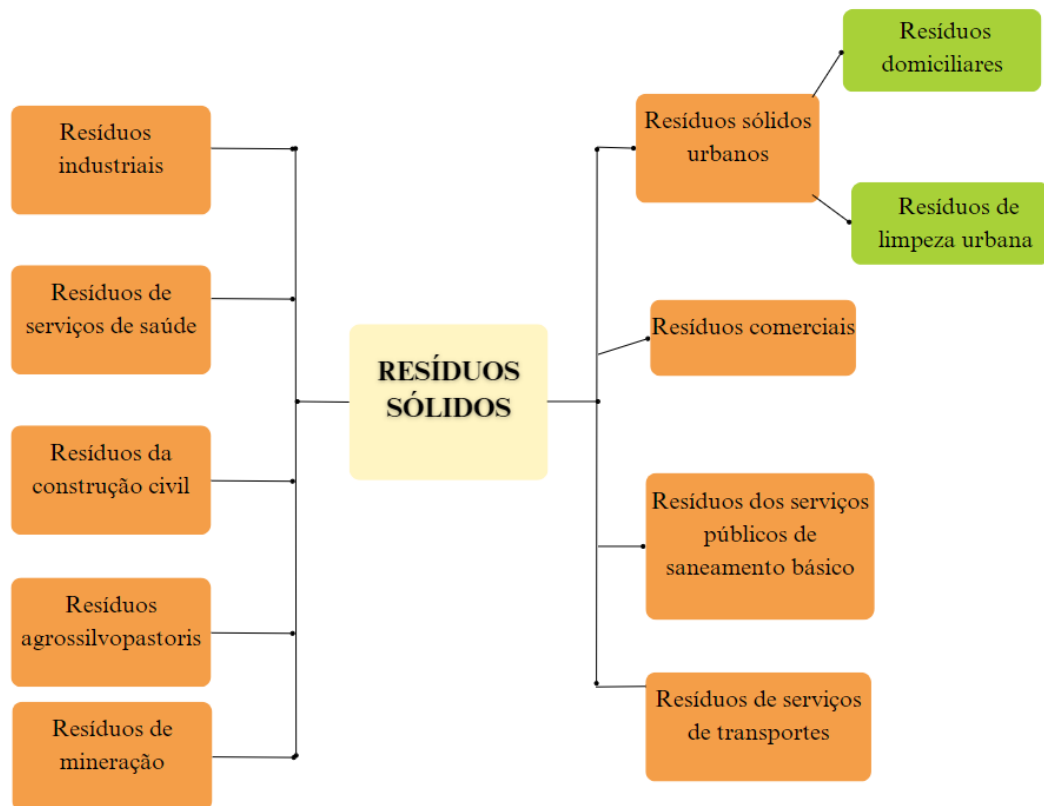 Resíduos
industriais
Resíduos de
serviços de saúde
Resíduos da
construção civil
Resíduos
agrossilvopastoris
Resíduos de
mineração
RESÍDUOS
SÓLIDOS
Resíduos sólidos
urbanos
Resíduos
domiciliares
Resíduos de
limpeza urbana
Resíduos comerciais
Resíduos dos serviços
públicos de
saneamento básico
Resíduos de serviços
de transportes